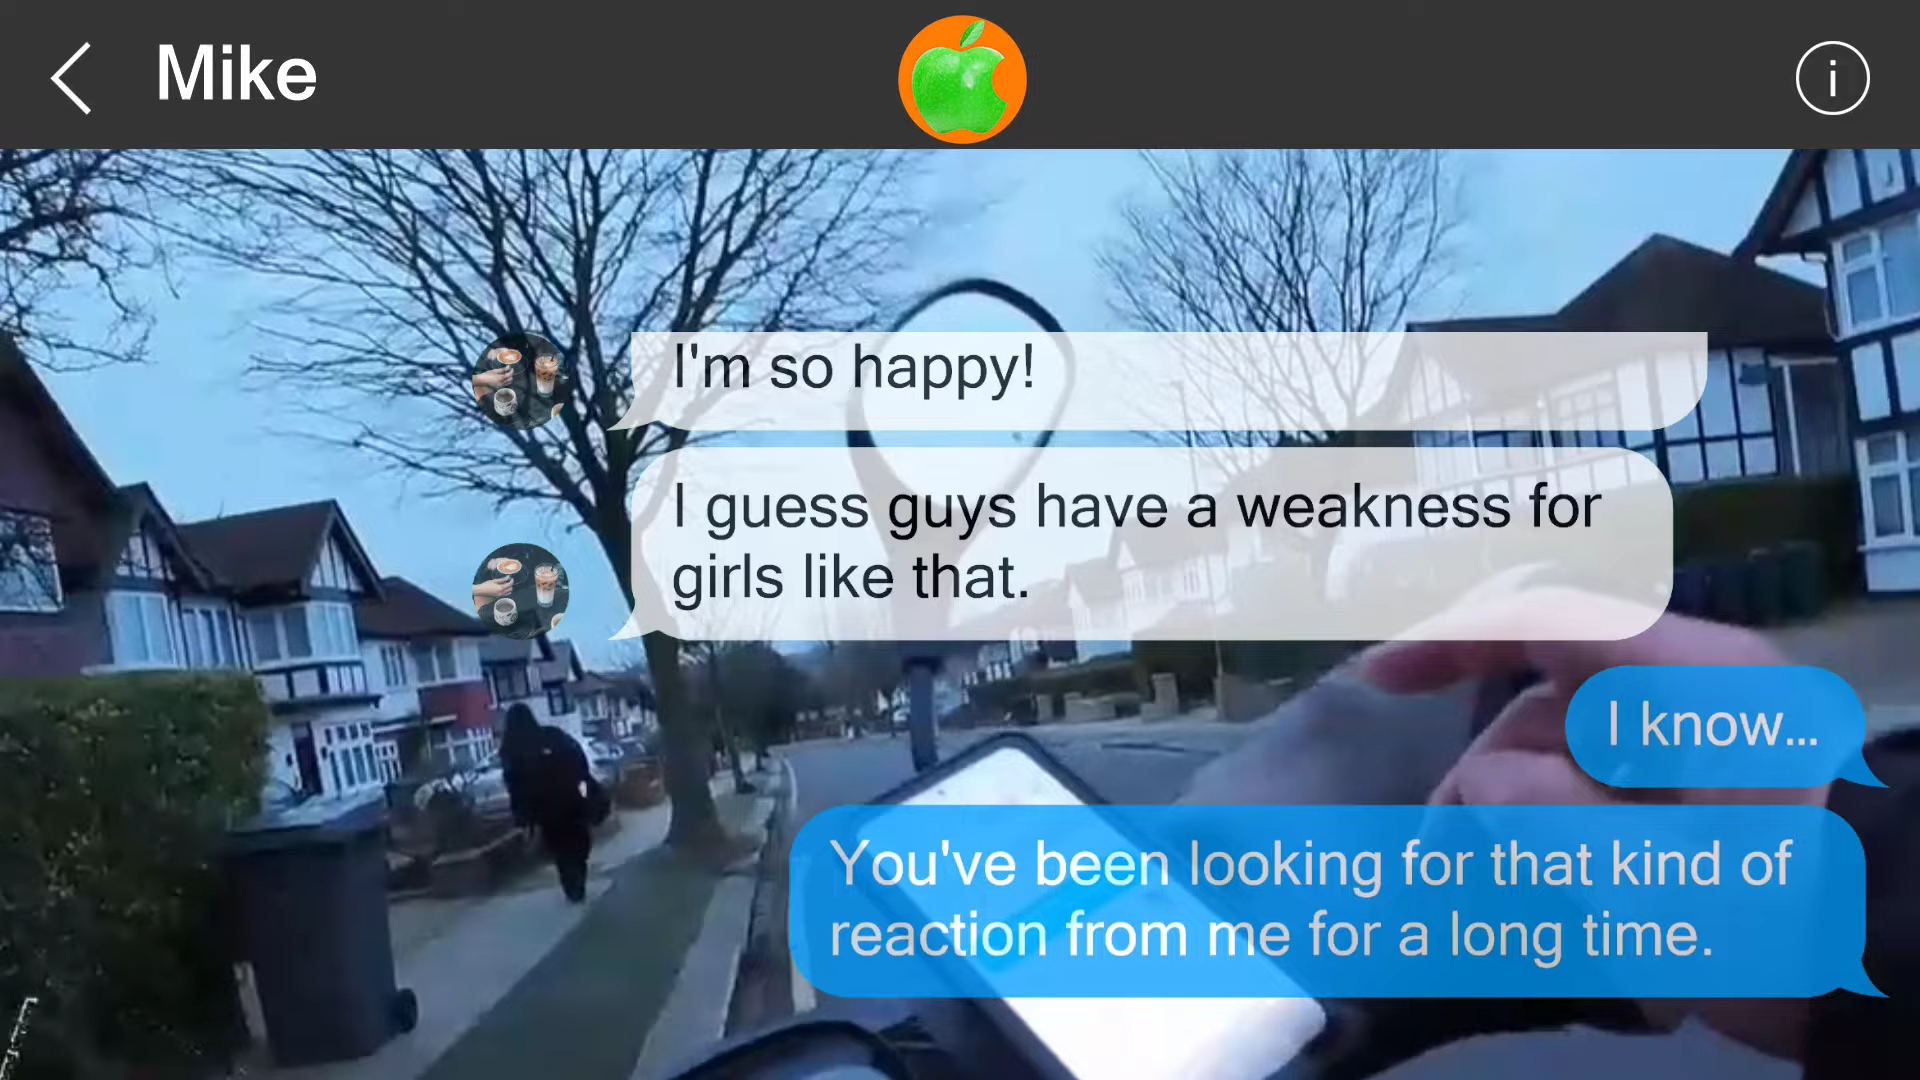 Mike
i
I'm so happy!
I guess guys have a weakness for
girls like that.
I know...
You've been looking for that kind of
reaction from me for a long time.